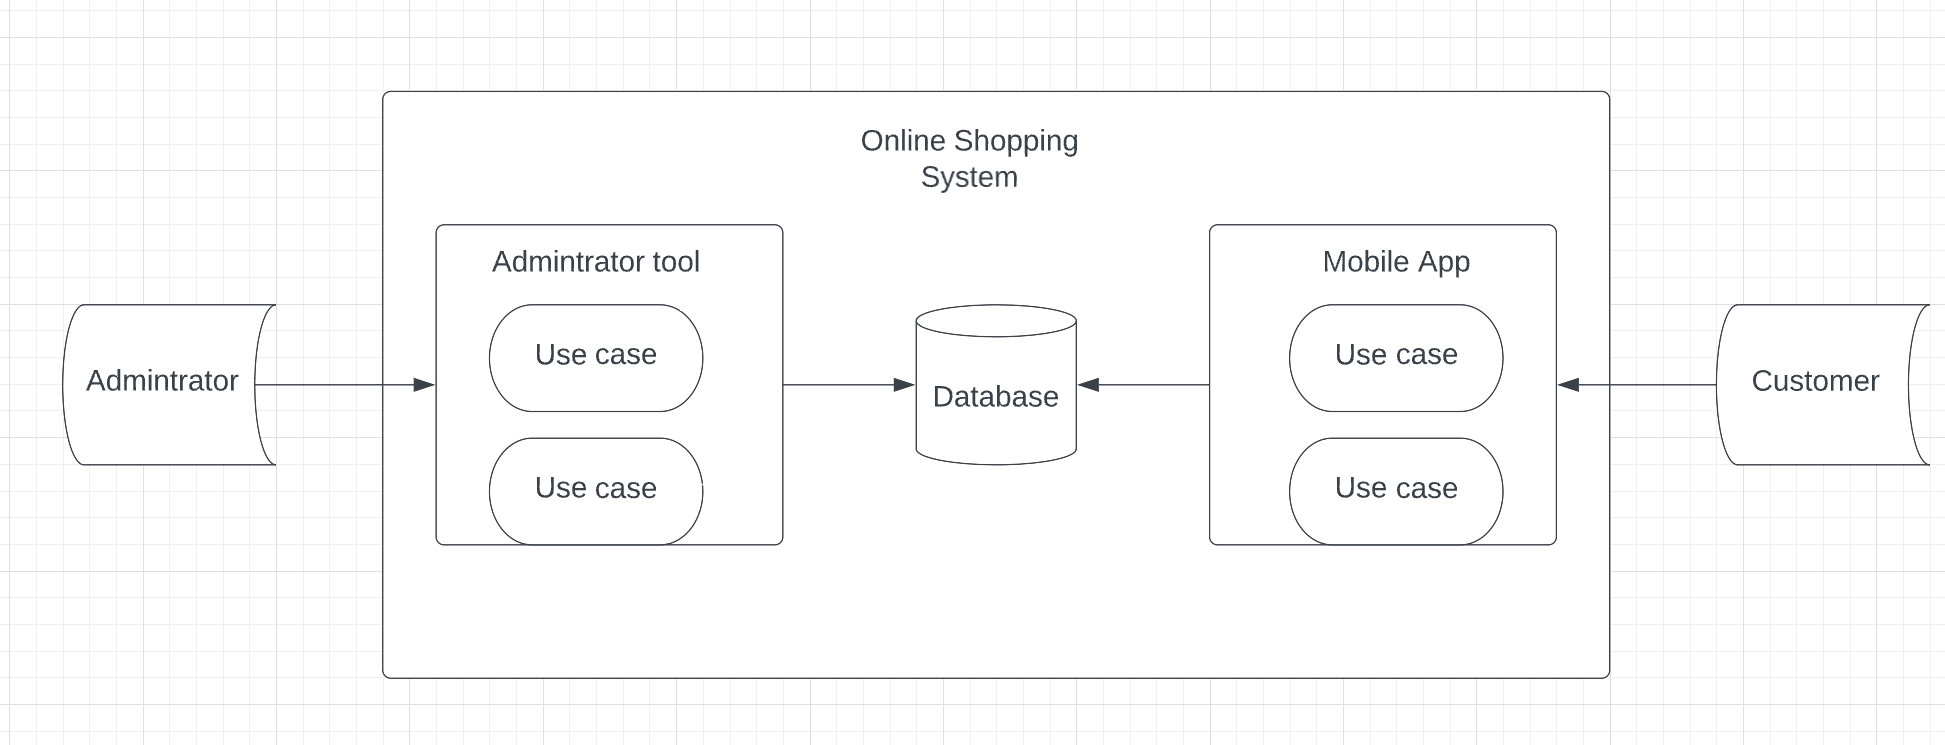 Online Shopping
System
Admintrator tool
Mobile App
Use case
Use case
Admintrator
Database
Customer
Use case
Use case